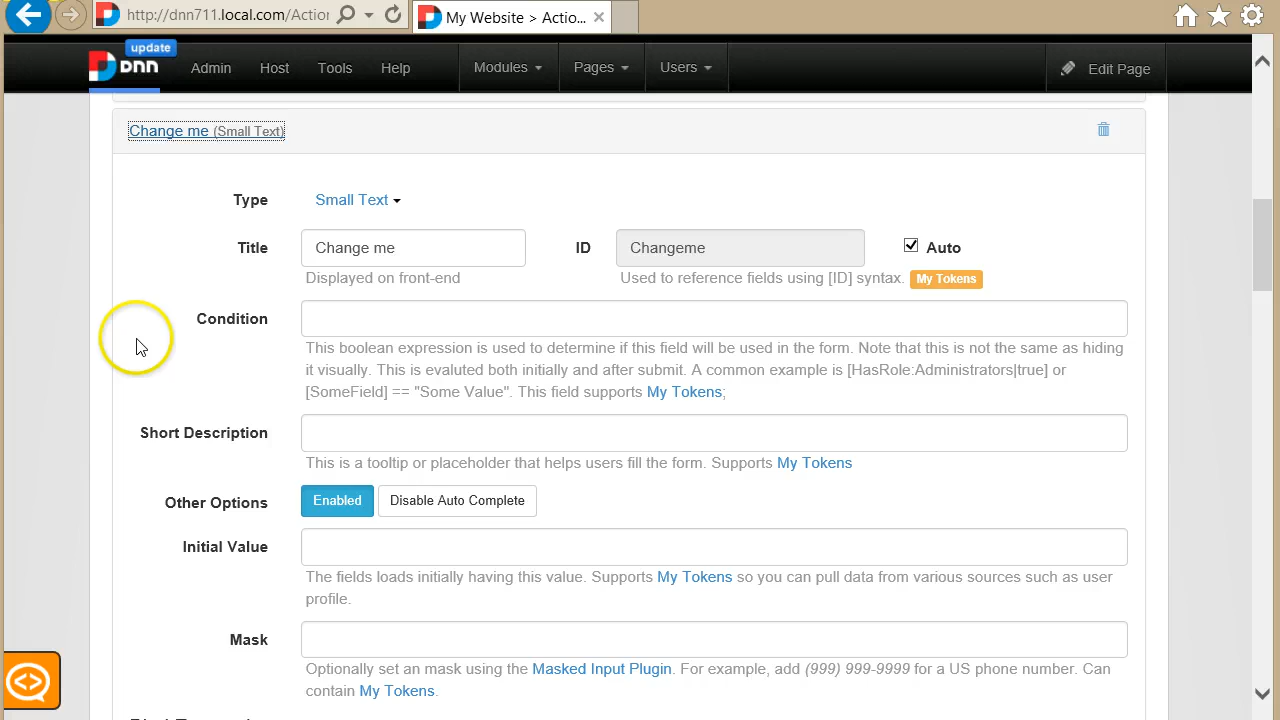 http://dnn711.local.com/Action
My Website > Actio...
update
DNN
Admin Host Tools Help Modules Pages Users Edit Page
Change me (Small Text)
Type Small Text
Title Change me ID Changeme Auto
Displayed on front-end Used to reference fields using [ID] syntax. My Tokens
Condition
This boolean expression is used to determine if this field will be used in the form. Note that this is not the same as hiding
it visually. This is evaluted both initially and after submit. A common example is [HasRole:Administrators|true] or
[SomeField] == "Some Value". This field supports My Tokens;
Short Description
This is a tooltip or placeholder that helps users fill the form. Supports My Tokens
Other Options Enabled Disable Auto Complete
Initial Value
The fields loads initially having this value. Supports My Tokens so you can pull data from various sources such as user
profile.
Mask
Optionally set an mask using the Masked Input Plugin. For example, add (999) 999-9999 for a US phone number. Can
contain My Tokens.